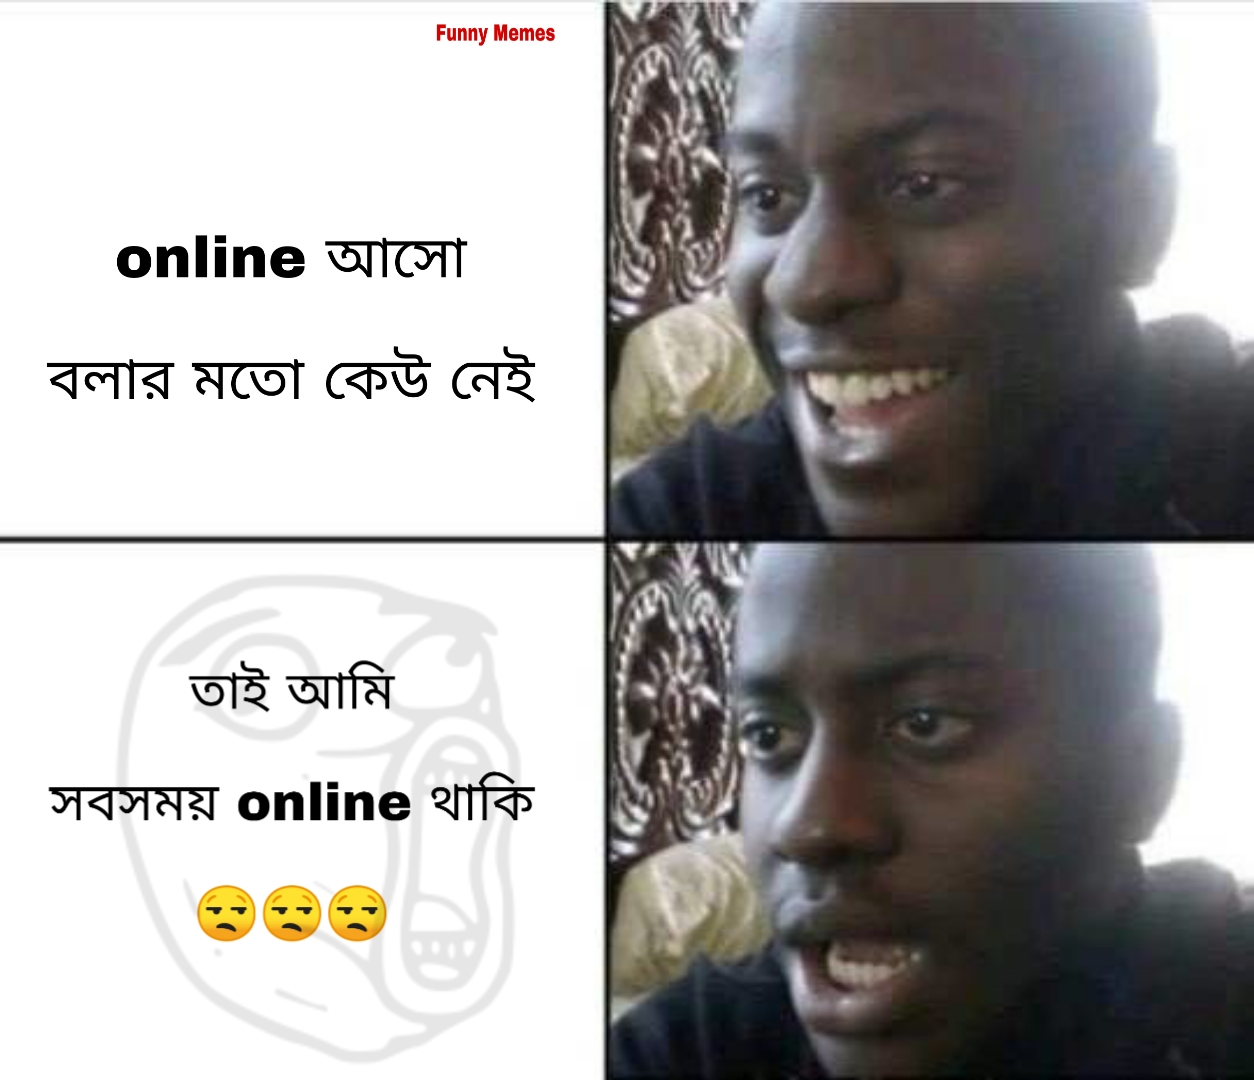 Funny Memes
online আসো
বলার মতো কেউ নেই
তাই আমি
সবসময় online থাকি
😒😒😒